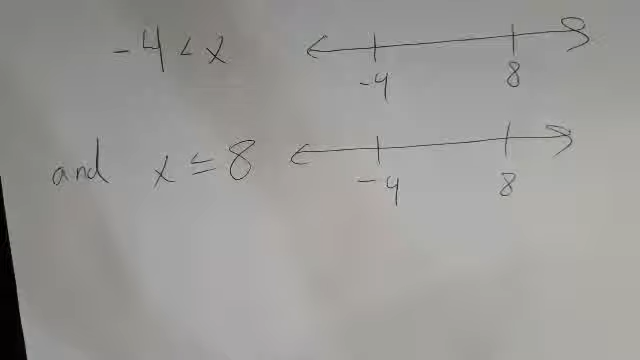 -4 < x
-4 8
and x ≤ 8
-4 8